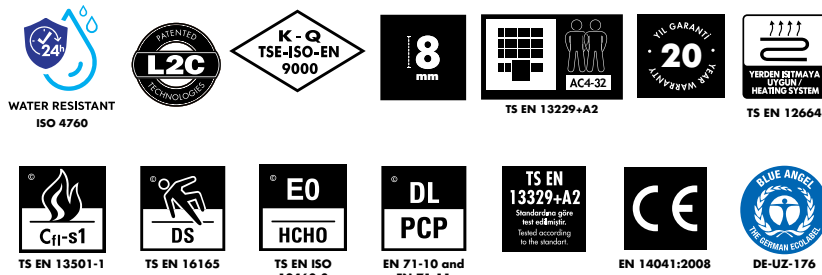 24h
WATER RESISTANT
ISO 4760
PATENTED
L2C
TECHNOLOGIES
K - Q
TSE-ISO-EN
9000
8
mm
AC4-32
TS EN 13229+A2
YIL GARANTİ
20
YEAR WARRANTY
YERDEN ISITMAYA
UYGUN /
HEATING SYSTEM
TS EN 12664
©
Cfl-s1
TS EN 13501-1
©
DS
TS EN 16165
©
E0
HCHO
TS EN ISO
©
DL
PCP
EN 71-10 and
TS EN
13329+A2
Standardına göre
test edilmiştir.
Tested according
to the standart.
CE
EN 14041:2008
BLUE ANGEL
THE GERMAN ECOLABEL
DE-UZ-176